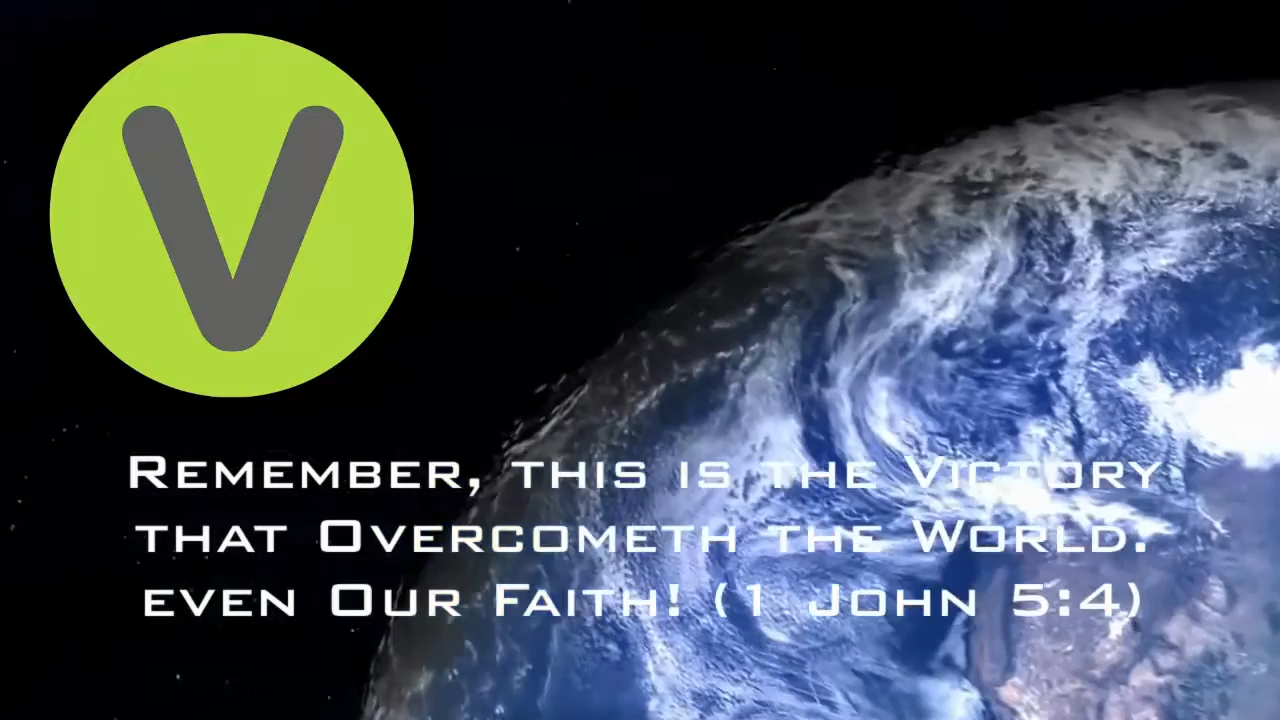 V
Remember, this is the Victory
that Overcometh the World.
even Our Faith! (1 John 5:4)